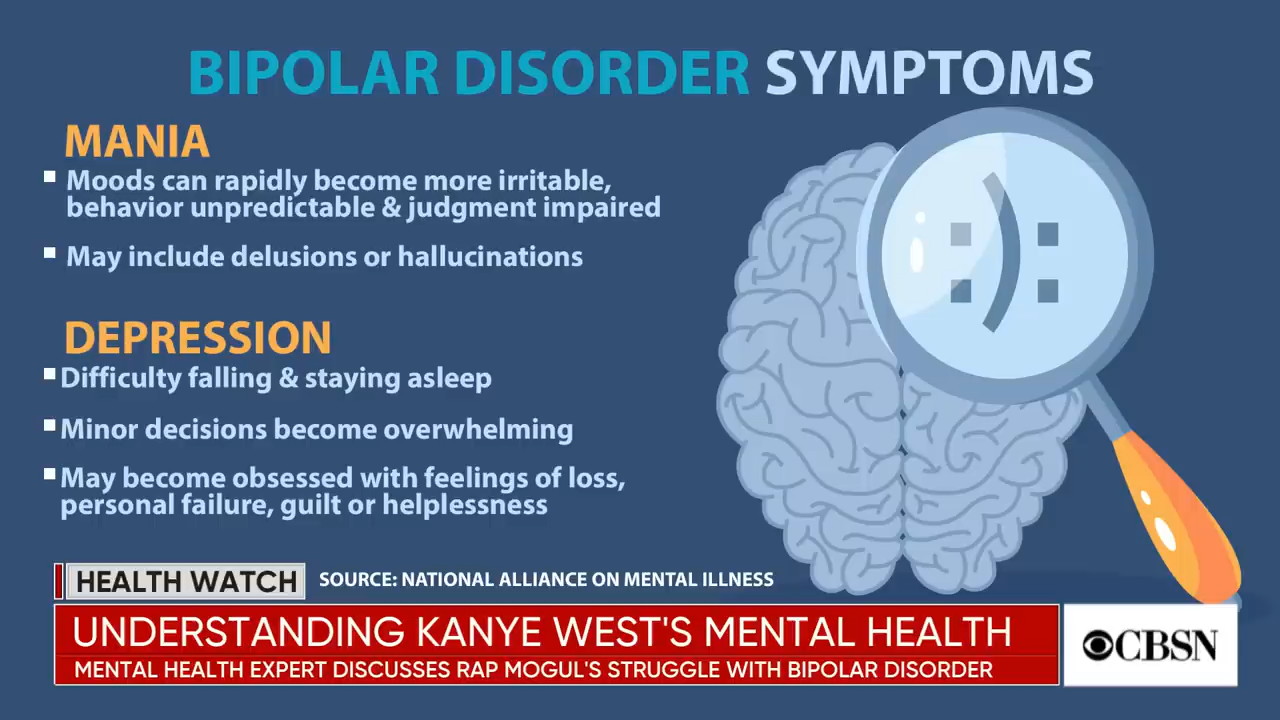 BIPOLAR DISORDER SYMPTOMS
MANIA
Moods can rapidly become more irritable,
behavior unpredictable & judgment impaired
May include delusions or hallucinations
DEPRESSION
Difficulty falling & staying asleep
Minor decisions become overwhelming
May become obsessed with feelings of loss,
personal failure, guilt or helplessness
HEALTH WATCH
SOURCE: NATIONAL ALLIANCE ON MENTAL ILLNESS
UNDERSTANDING KANYE WEST'S MENTAL HEALTH
MENTAL HEALTH EXPERT DISCUSSES RAP MOGUL'S STRUGGLE WITH BIPOLAR DISORDER
CBSN